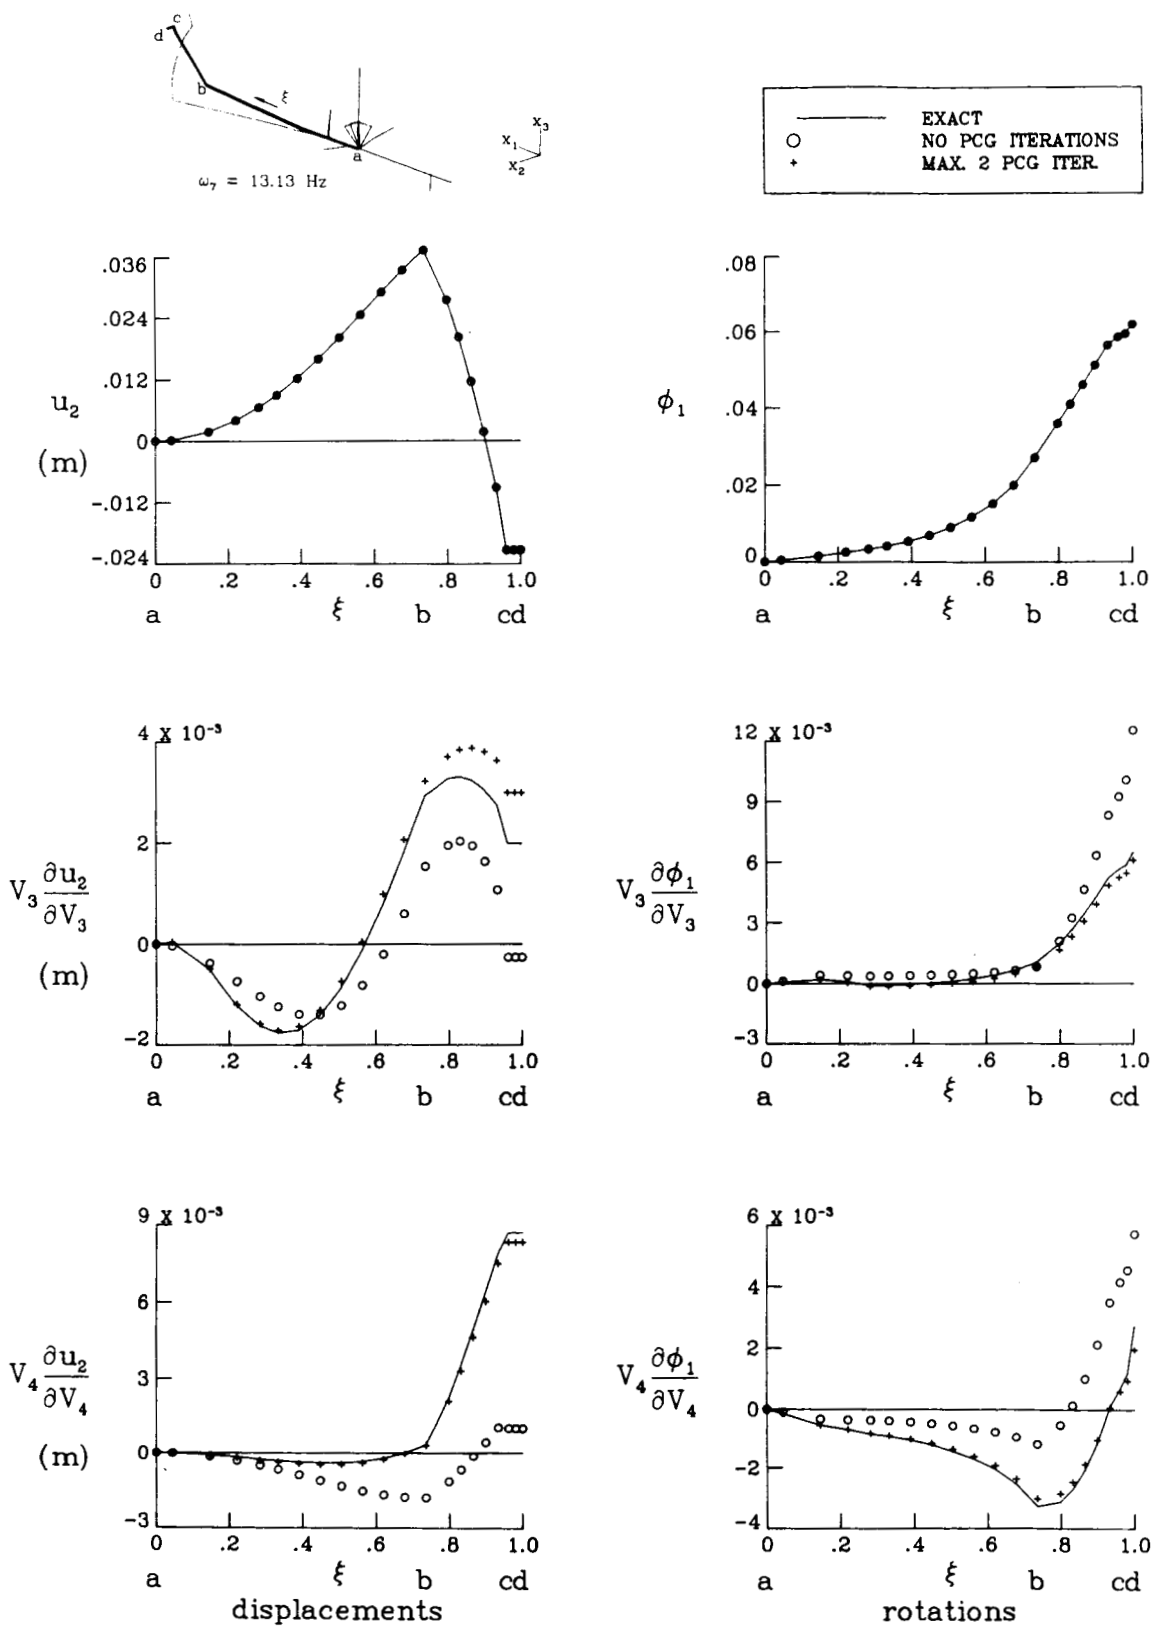 c
d
b
ξ
a
x₃
x₁
x₂
ω₇ = 13.13 Hz
EXACT
NO PCG ITERATIONS
MAX. 2 PCG ITER.
.036
.024
.012
0
-.012
-.024
u₂
(m)
0 .2 .4 .6 .8 1.0
a ξ b cd
.08
.06
.04
.02
0
ϕ₁
0 .2 .4 .6 .8 1.0
a ξ b cd
4 X 10⁻³
2
0
-2
V₃ ∂u₂/∂V₃
(m)
0 .2 .4 .6 .8 1.0
a ξ b cd
12 X 10⁻³
9
6
3
0
-3
V₃ ∂ϕ₁/∂V₃
0 .2 .4 .6 .8 1.0
a ξ b cd
9 X 10⁻³
6
3
0
-3
V₄ ∂u₂/∂V₄
(m)
0 .2 .4 .6 .8 1.0
a ξ b cd
displacements
6 X 10⁻³
4
2
0
-2
-4
V₄ ∂ϕ₁/∂V₄
0 .2 .4 .6 .8 1.0
a ξ b cd
rotations